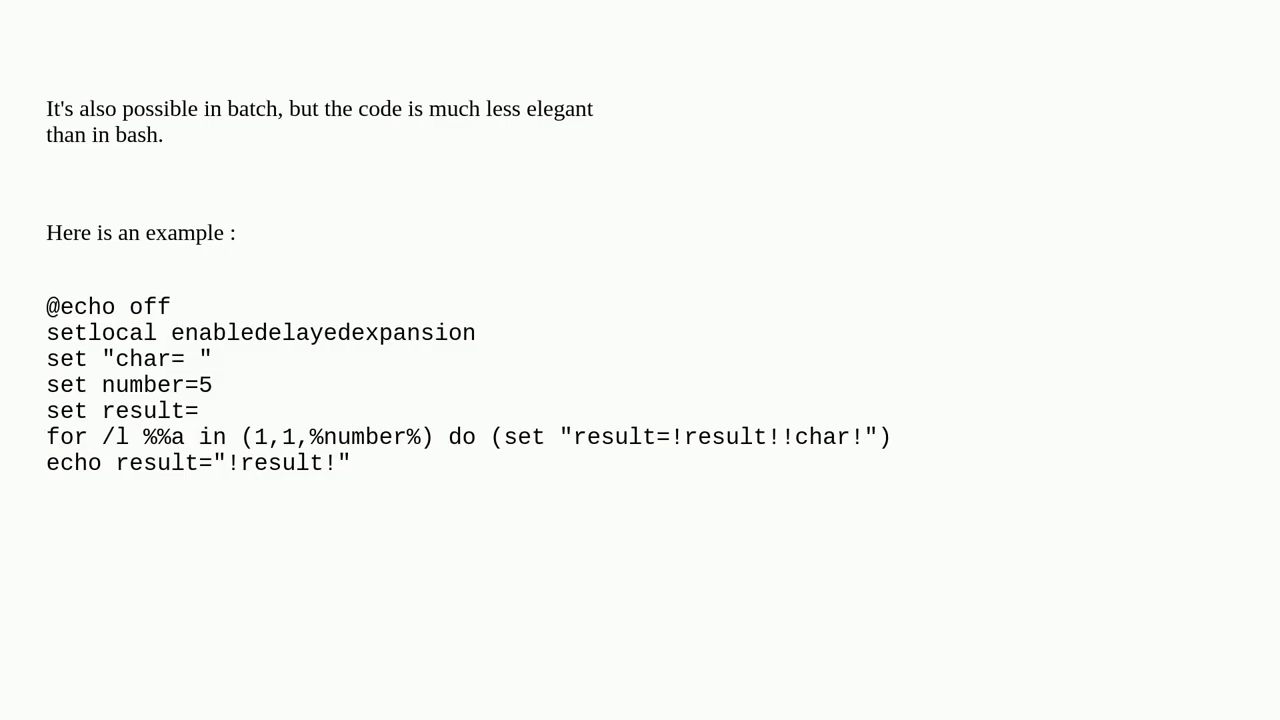 It's also possible in batch, but the code is much less elegant
than in bash.
Here is an example :
@echo off
setlocal enabledelayedexpansion
set "char= "
set number=5
set result=
for /l %%a in (1,1,%number%) do (set "result=!result!!char!")
echo result="!result!"